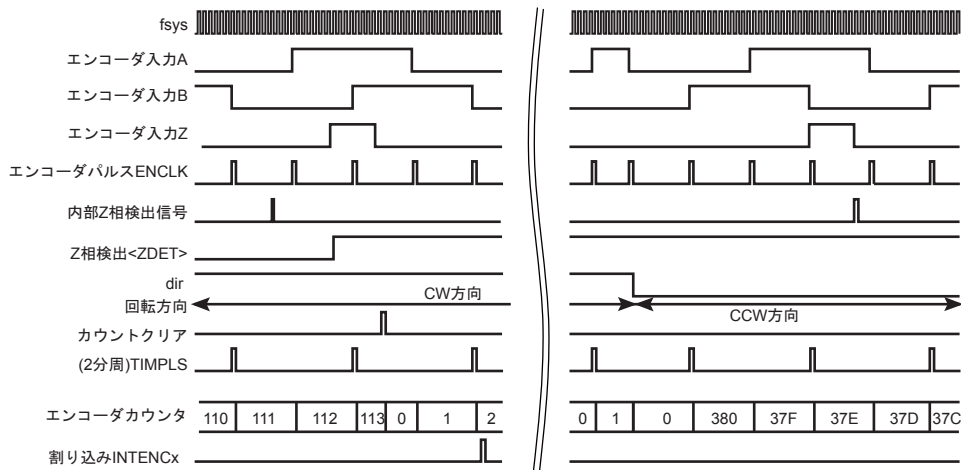 fsys
エンコーダ入力A
エンコーダ入力B
エンコーダ入力Z
エンコーダパルスENCLK
内部Z相検出信号
Z相検出<ZDET>
dir
回転方向 CW方向 CCW方向
カウントクリア
(2分周)TIMPLS
エンコーダカウンタ 110 111 112 113 0 1 2 0 1 0 380 37F 37E 37D 37C
割り込みINTENCx